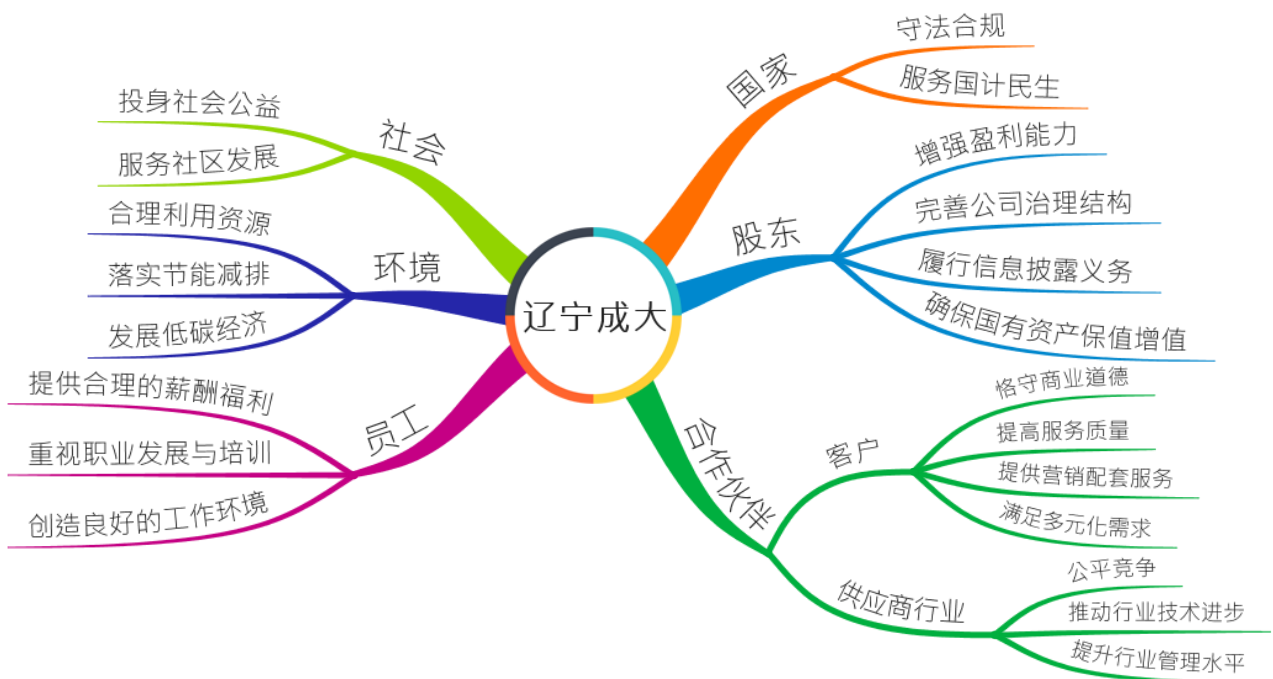 辽宁成大
国家
守法合规
服务国计民生
股东
增强盈利能力
完善公司治理结构
履行信息披露义务
确保国有资产保值增值
合作伙伴
客户
恪守商业道德
提高服务质量
提供营销配套服务
满足多元化需求
供应商行业
公平竞争
推动行业技术进步
提升行业管理水平
社会
投身社会公益
服务社区发展
环境
合理利用资源
落实节能减排
发展低碳经济
员工
提供合理的薪酬福利
重视职业发展与培训
创造良好的工作环境